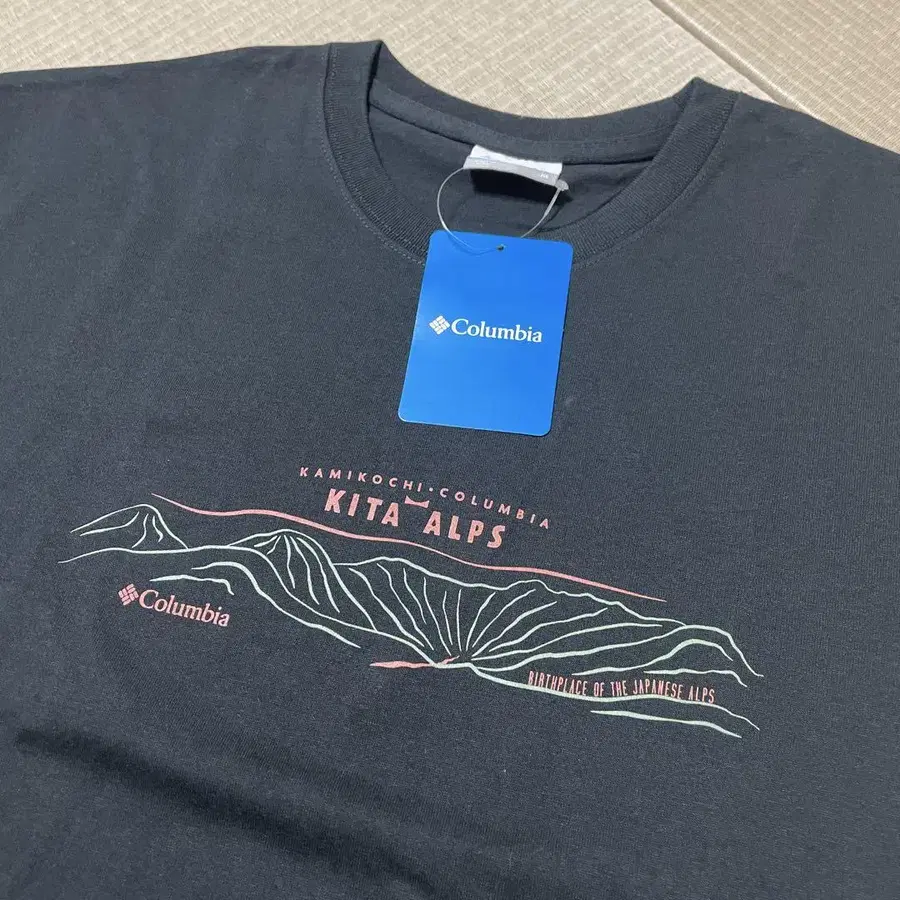 Columbia
KAMIKOCHI・COLUMBIA
KITA ALPS
Columbia
BIRTHPLACE OF THE JAPANESE ALPS